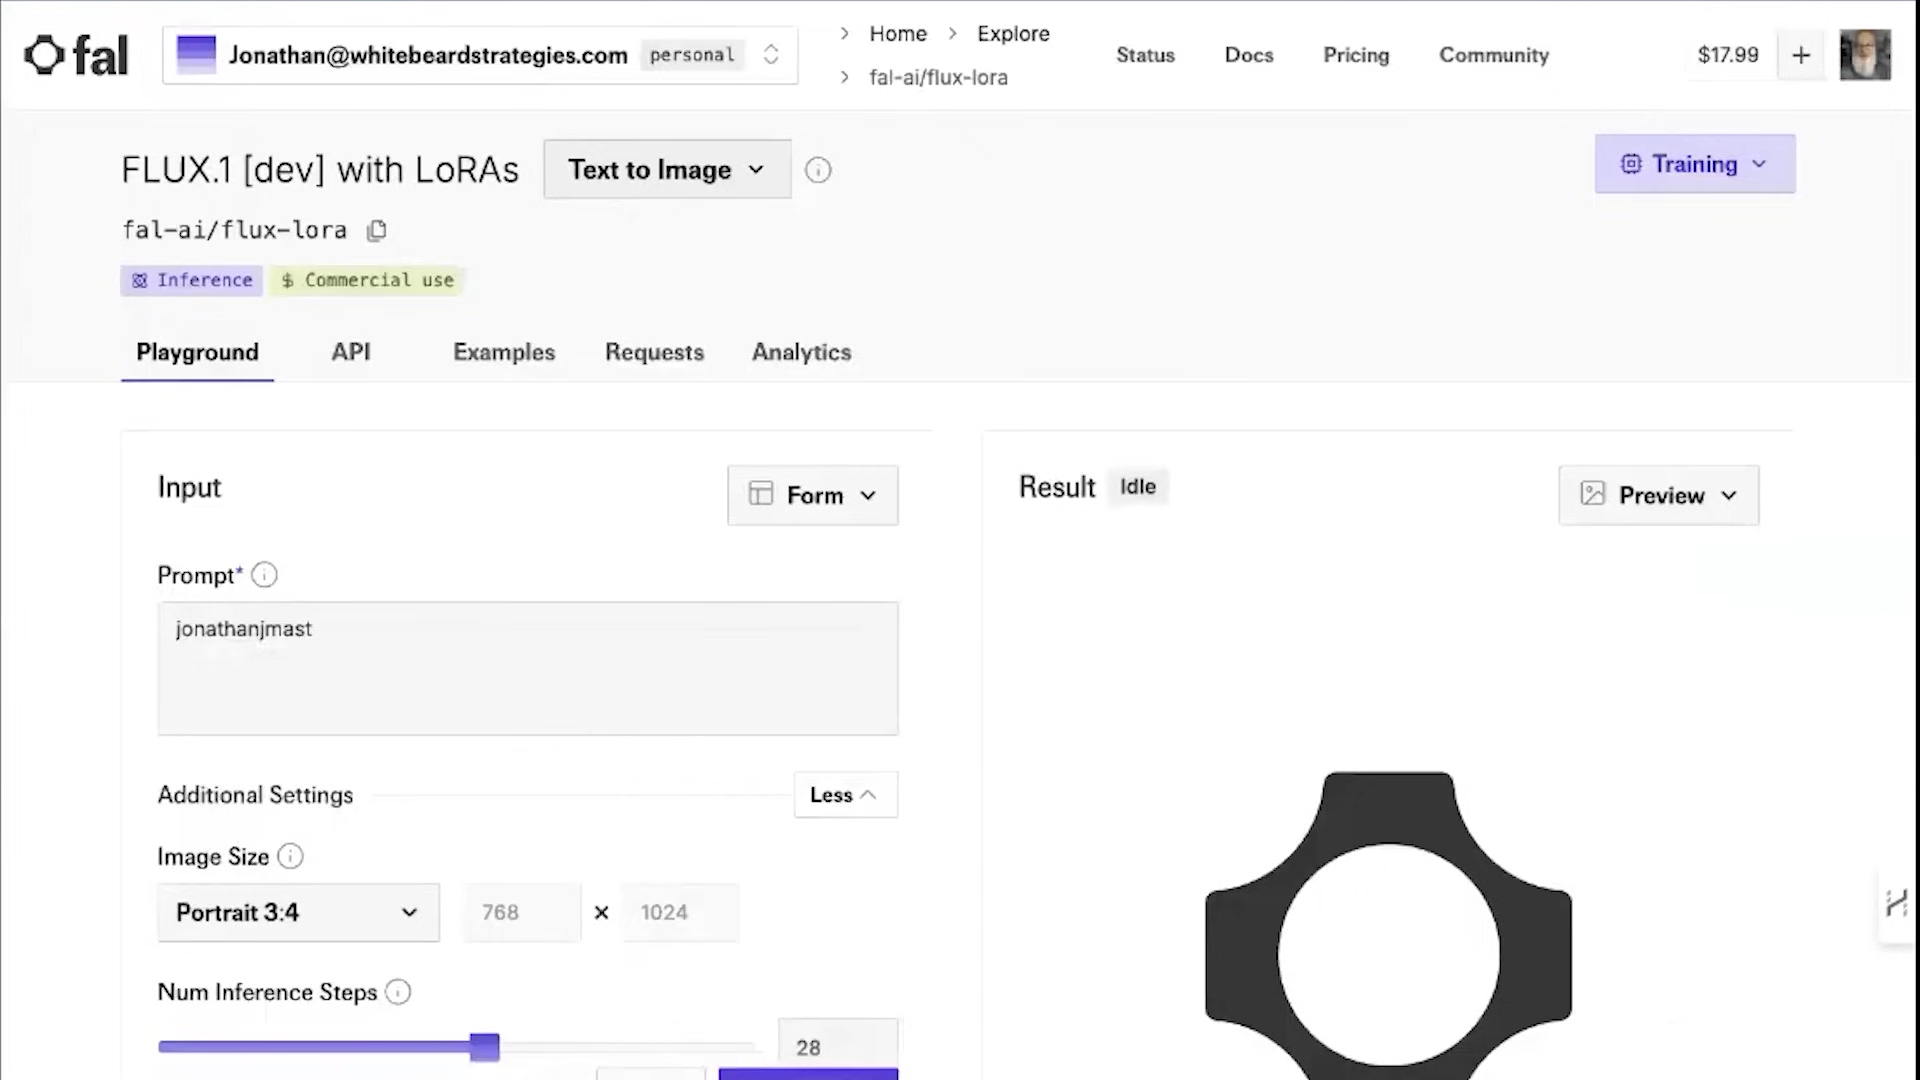 fal
Jonathan@whitebeardstrategies.com personal
Home Explore
fal-ai/flux-lora
Status Docs Pricing Community
$17.99 +
FLUX.1 [dev] with LoRAs
Text to Image
Training
fal-ai/flux-lora
Inference
$ Commercial use
Playground API Examples Requests Analytics
Input
Form
Result Idle
Preview
Prompt*
jonathanjmast
Additional Settings
Less
Image Size
Portrait 3:4
768 × 1024
Num Inference Steps
28